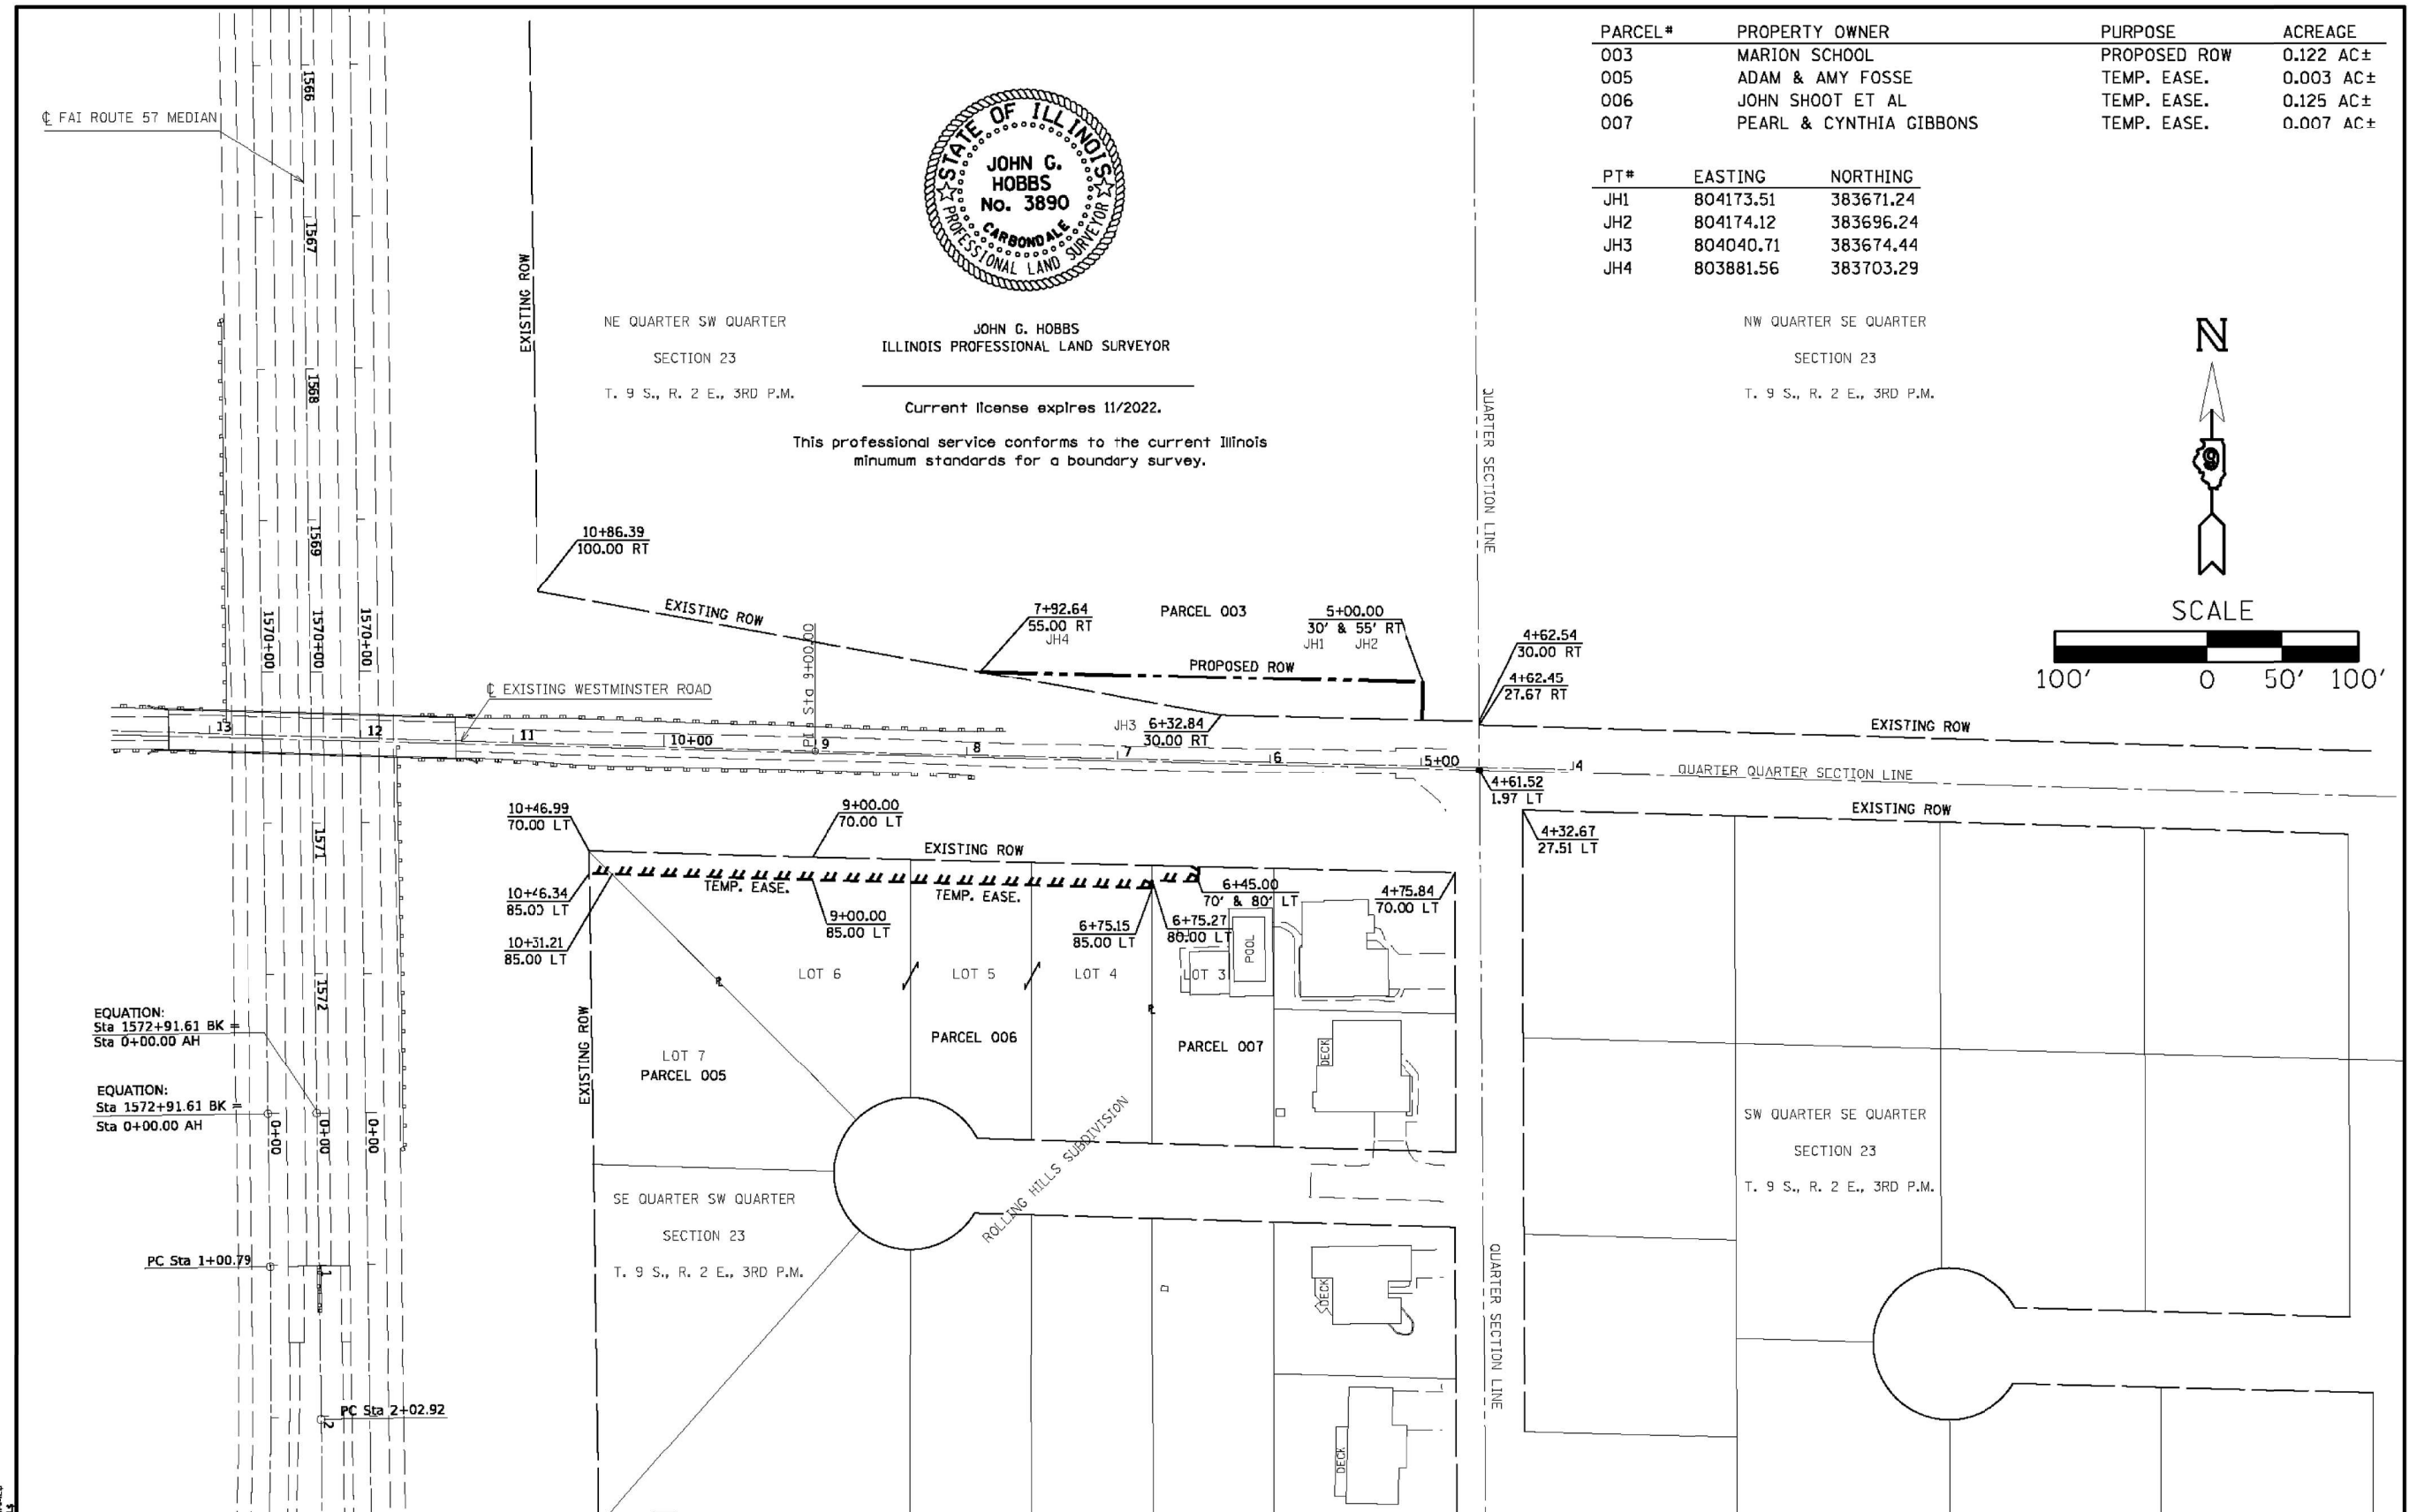 PARCEL# PROPERTY OWNER PURPOSE ACREAGE
003 MARION SCHOOL PROPOSED ROW 0.122 AC±
005 ADAM & AMY FOSSE TEMP. EASE. 0.003 AC±
006 JOHN SHOOT ET AL TEMP. EASE. 0.125 AC±
007 PEARL & CYNTHIA GIBBONS TEMP. EASE. 0.007 AC±
PT# EASTING NORTHING
JH1 804173.51 383671.24
JH2 804174.12 383696.24
JH3 804040.71 383674.44
JH4 803881.56 383703.29
℄ FAI ROUTE 57 MEDIAN
1566
1567
1568
1569
1570+00
1570+00
1570+00
1571
1572
STATE OF ILLINOIS
JOHN G.
HOBBS
No. 3890
CARBONDALE
PROFESSIONAL LAND SURVEYOR
JOHN G. HOBBS
ILLINOIS PROFESSIONAL LAND SURVEYOR
Current license expires 11/2022.
This professional service conforms to the current Illinois
minumum standards for a boundary survey.
EXISTING ROW
NE QUARTER SW QUARTER
SECTION 23
T. 9 S., R. 2 E., 3RD P.M.
NW QUARTER SE QUARTER
SECTION 23
T. 9 S., R. 2 E., 3RD P.M.
QUARTER SECTION LINE
N
SCALE
100' 0 50' 100'
10+86.39
100.00 RT
EXISTING ROW
PI Sta 9+00.00
7+92.64
55.00 RT
JH4
PARCEL 003
5+00.00
30' & 55' RT
JH1 JH2
PROPOSED ROW
4+62.54
30.00 RT
4+62.45
27.67 RT
℄ EXISTING WESTMINSTER ROAD
JH3 6+32.84
30.00 RT
EXISTING ROW
13 12 11 10+00 9 8 7 6 5+00 4
QUARTER QUARTER SECTION LINE
4+61.52
1.97 LT
EXISTING ROW
4+32.67
27.51 LT
10+46.99
70.00 LT
9+00.00
70.00 LT
EXISTING ROW
TEMP. EASE.
TEMP. EASE.
10+46.34
85.00 LT
10+31.21
85.00 LT
9+00.00
85.00 LT
6+75.15
85.00 LT
6+75.27
80.00 LT
6+45.00
70' & 80' LT
4+75.84
70.00 LT
POOL
LOT 6
LOT 5
LOT 4
LOT 3
EXISTING ROW
PARCEL 006
PARCEL 007
LOT 7
PARCEL 005
DECK
EQUATION:
Sta 1572+91.61 BK =
Sta 0+00.00 AH
EQUATION:
Sta 1572+91.61 BK =
Sta 0+00.00 AH
0+00
0+00
0+00
ROLLING HILLS SUBDIVISION
SW QUARTER SE QUARTER
SECTION 23
T. 9 S., R. 2 E., 3RD P.M.
SE QUARTER SW QUARTER
SECTION 23
T. 9 S., R. 2 E., 3RD P.M.
PC Sta 1+00.79
1
DECK
QUARTER SECTION LINE
PC Sta 2+02.92
2
DECK